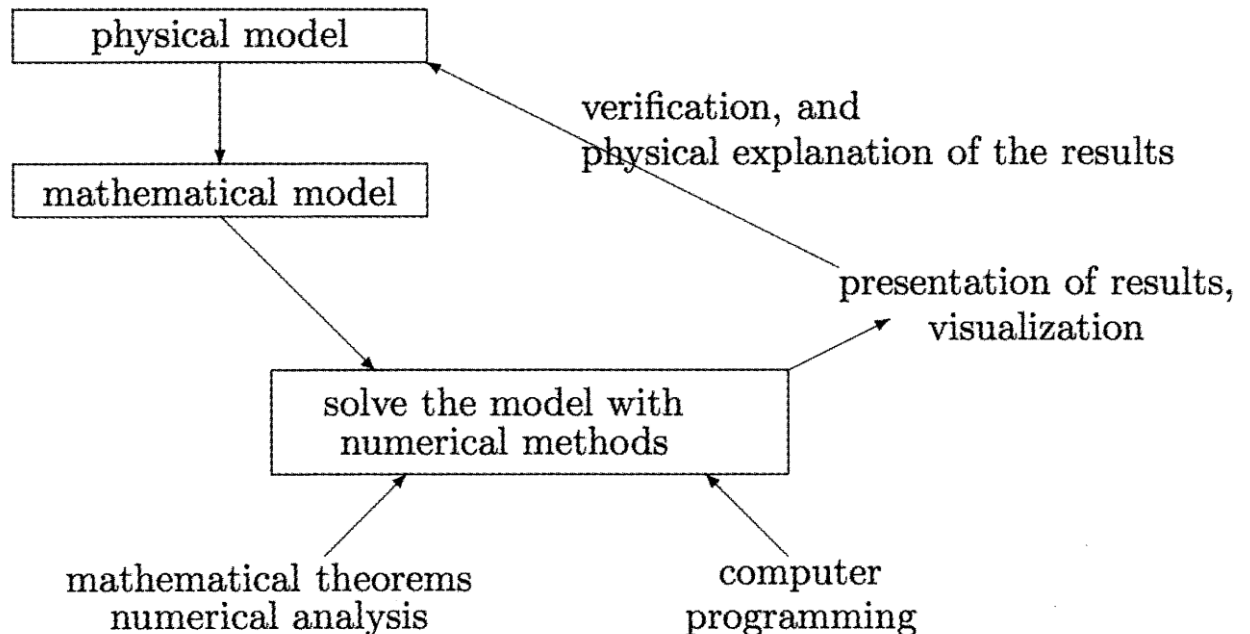 physical model
verification, and
physical explanation of the results
mathematical model
presentation of results,
visualization
solve the model with
numerical methods
mathematical theorems
numerical analysis
computer
programming